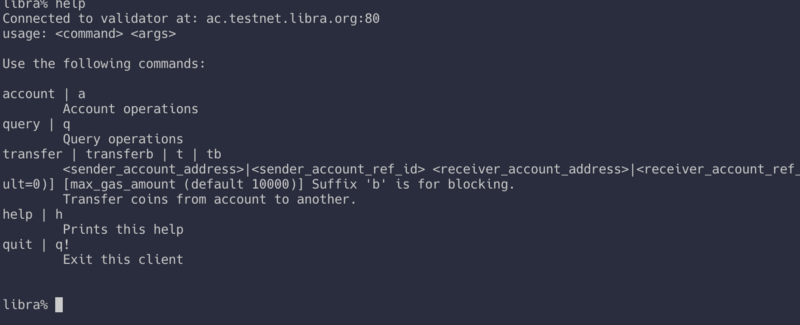 libra% help
Connected to validator at: ac.testnet.libra.org:80
usage: <command> <args>
Use the following commands:
account | a
Account operations
query | q
Query operations
transfer | transferb | t | tb
<sender_account_address>|<sender_account_ref_id> <receiver_account_address>|<receiver_account_ref_
ult=0)] [max_gas_amount (default 10000)] Suffix 'b' is for blocking.
Transfer coins from account to another.
help | h
Prints this help
quit | q!
Exit this client
libra%